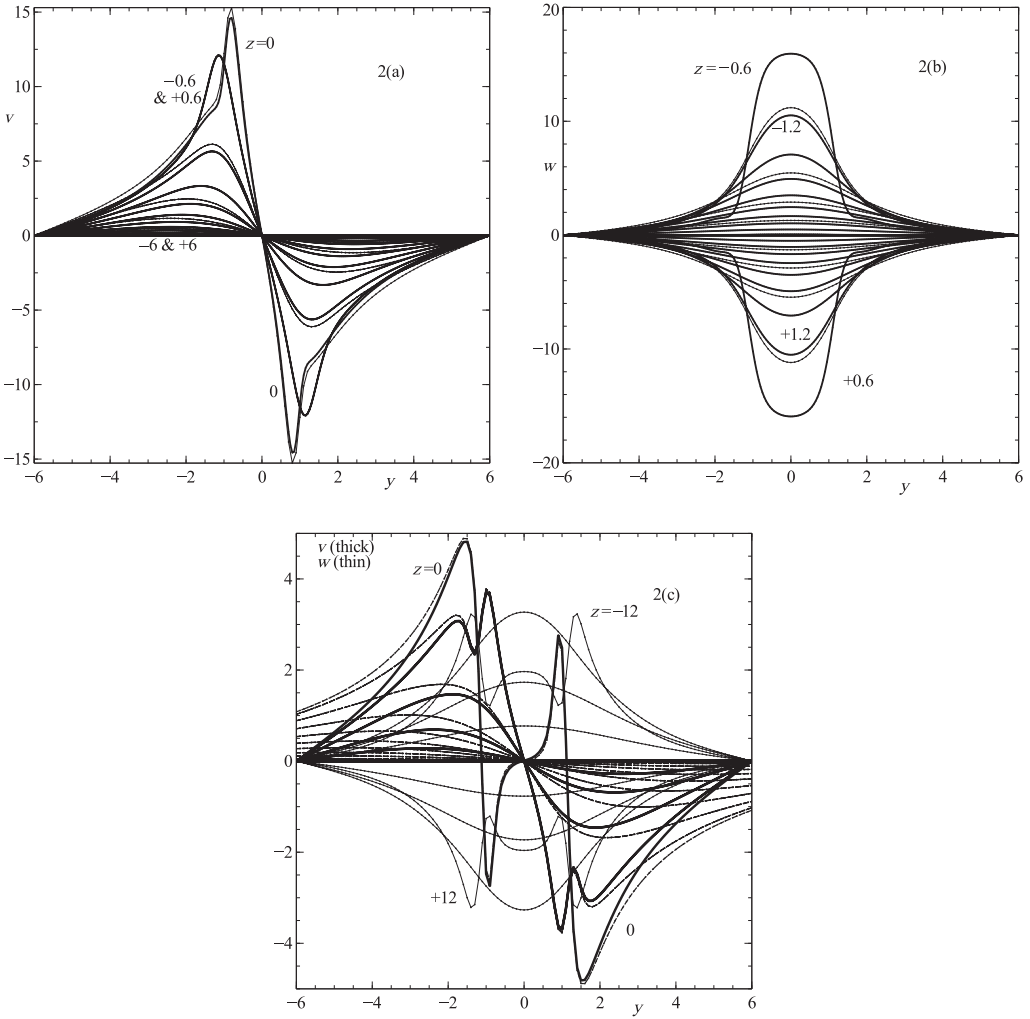 15
10
5
0
−5
−10
−15
v
z=0
2(a)
−0.6
& +0.6
−6 & +6
0
−6 −4 −2 0 2 y 4 6
20
10
0
−10
−20
w
z=−0.6
2(b)
−1.2
+1.2
+0.6
−6 −4 −2 0 2 y 4 6
v (thick)
w (thin)
z=0
2(c)
z=−12
4
2
0
−2
−4
+12
0
−6 −4 −2 0 2 y 4 6